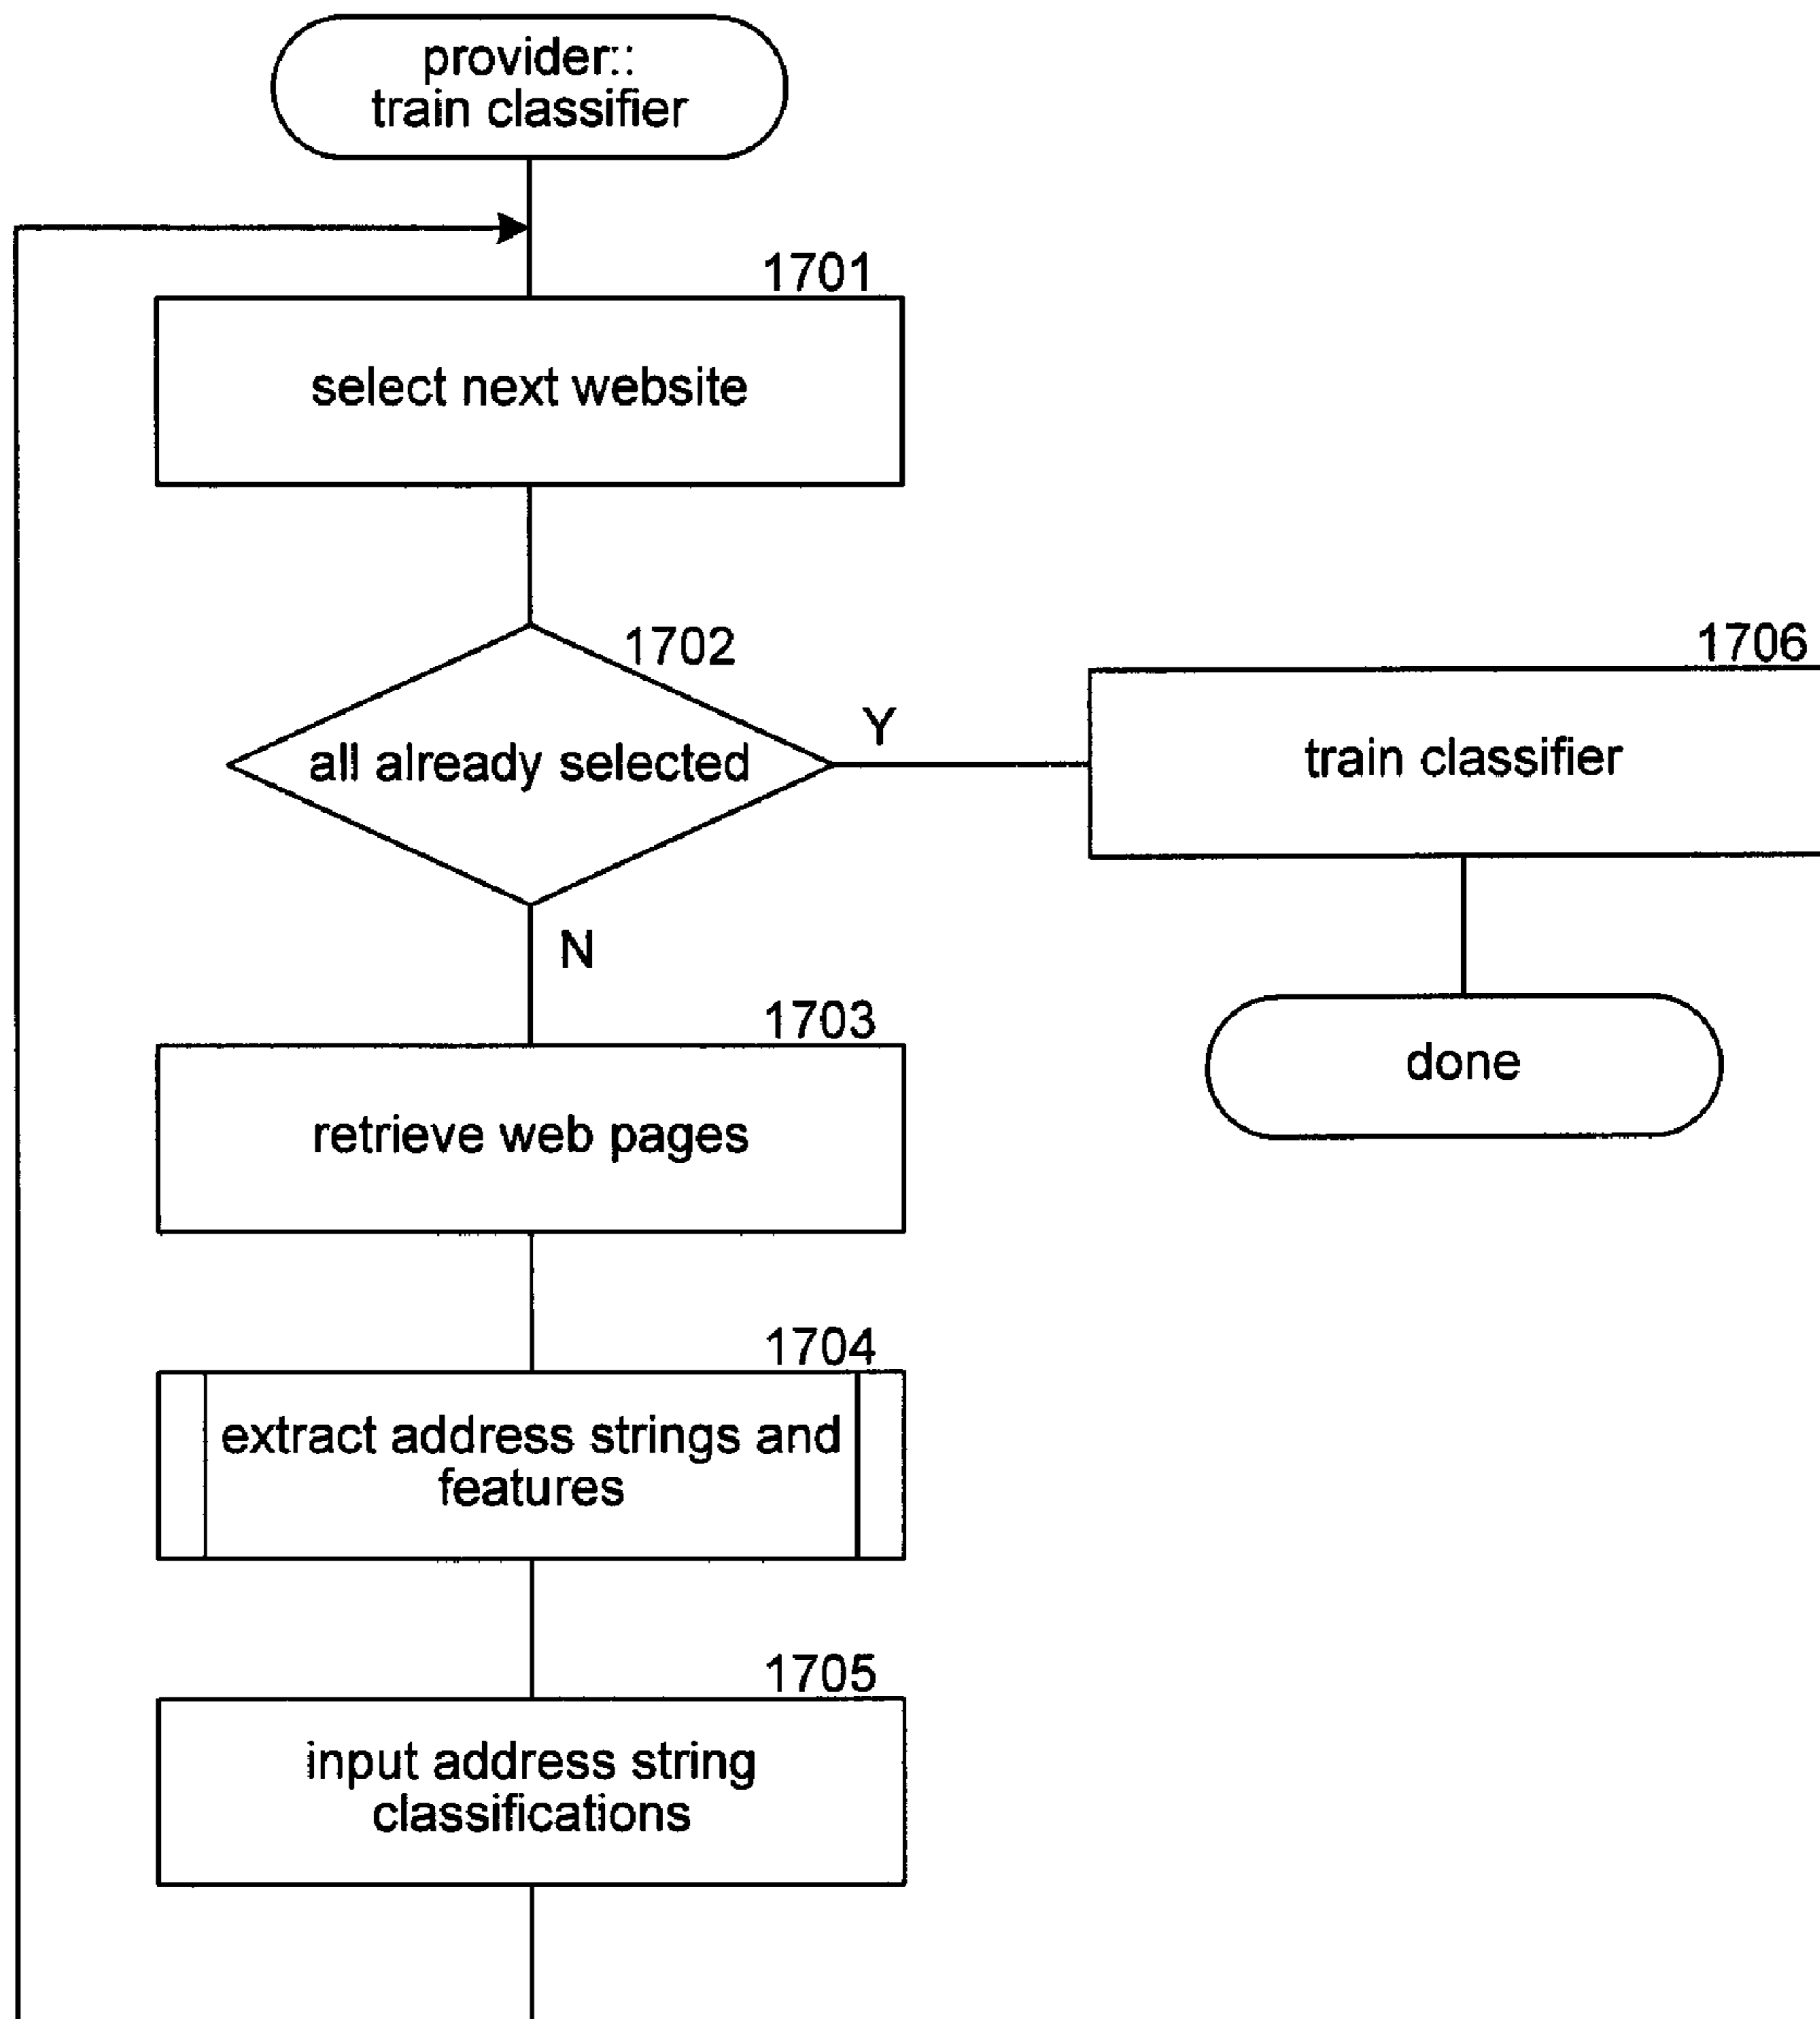 provider::
train classifier
1701
select next website
1702
all already selected
Y
1706
train classifier
N
done
1703
retrieve web pages
1704
extract address strings and
features
1705
input address string
classifications